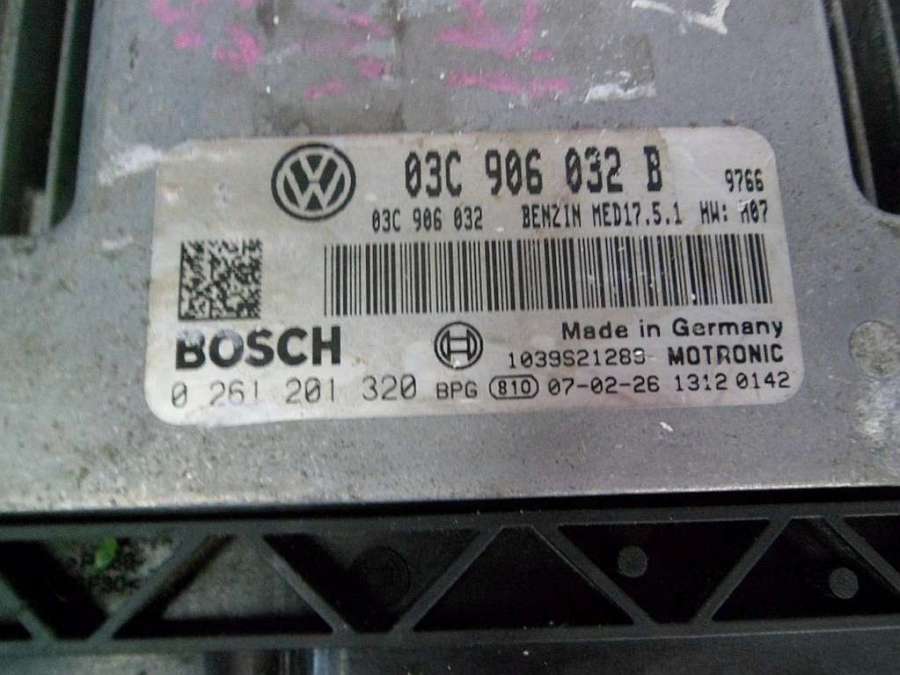 03C 906 032 B 9766
03C 906 032 BENZIN MED17.5.1 HW: H07
Made in Germany
BOSCH 1039S21289 MOTRONIC
0 261 201 320 BPG 810 07-02-26 1312 0142